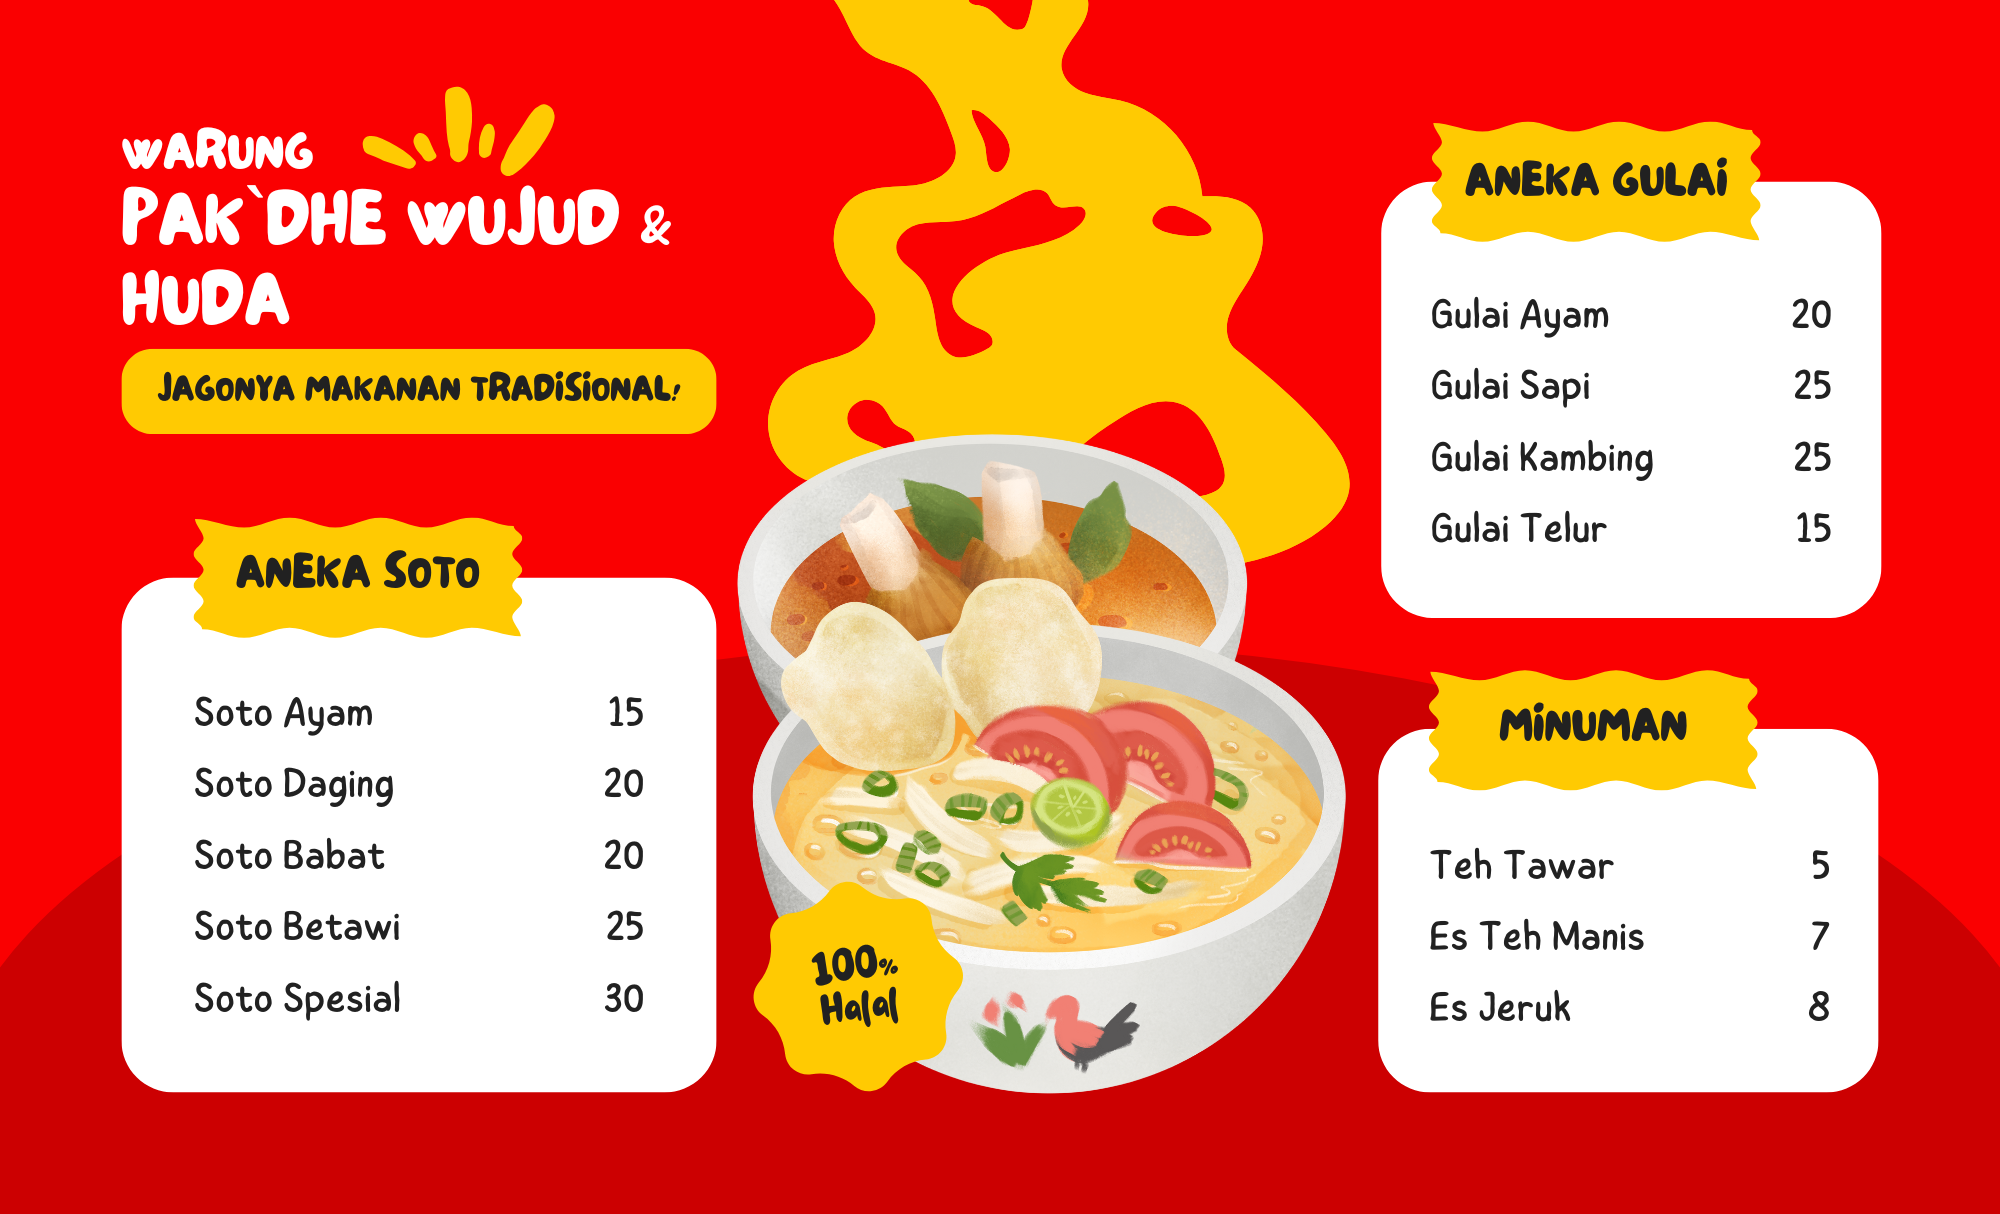 WARUNG
PAK`DHE WUJUD &
HUDA
JAGONYA MAKANAN TRADISIONAL!
ANEKA SOTO
Soto Ayam 15
Soto Daging 20
Soto Babat 20
Soto Betawi 25
Soto Spesial 30
100%
Halal
ANEKA GULAI
Gulai Ayam 20
Gulai Sapi 25
Gulai Kambing 25
Gulai Telur 15
MINUMAN
Teh Tawar 5
Es Teh Manis 7
Es Jeruk 8